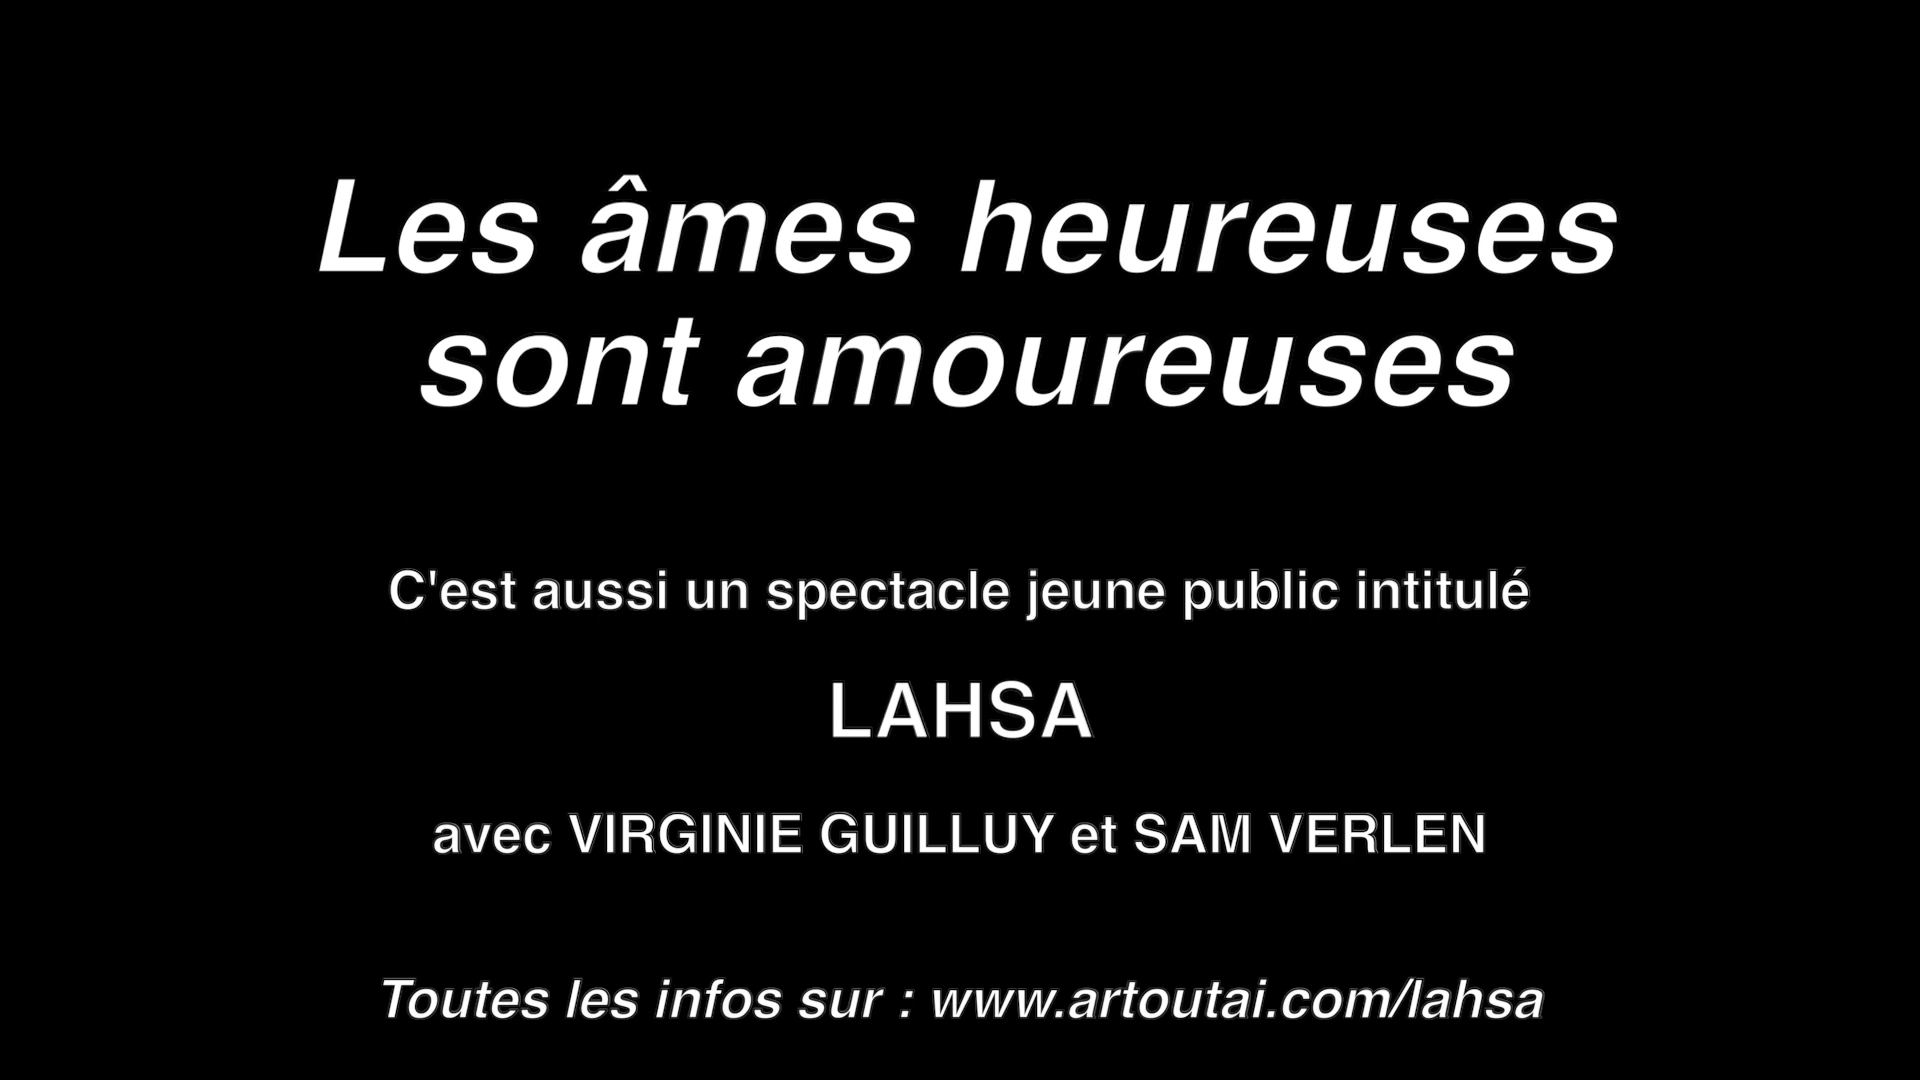 Les âmes heureuses
sont amoureuses
C'est aussi un spectacle jeune public intitulé
LAHSA
avec VIRGINIE GUILLUY et SAM VERLEN
Toutes les infos sur : www.artoutai.com/lahsa